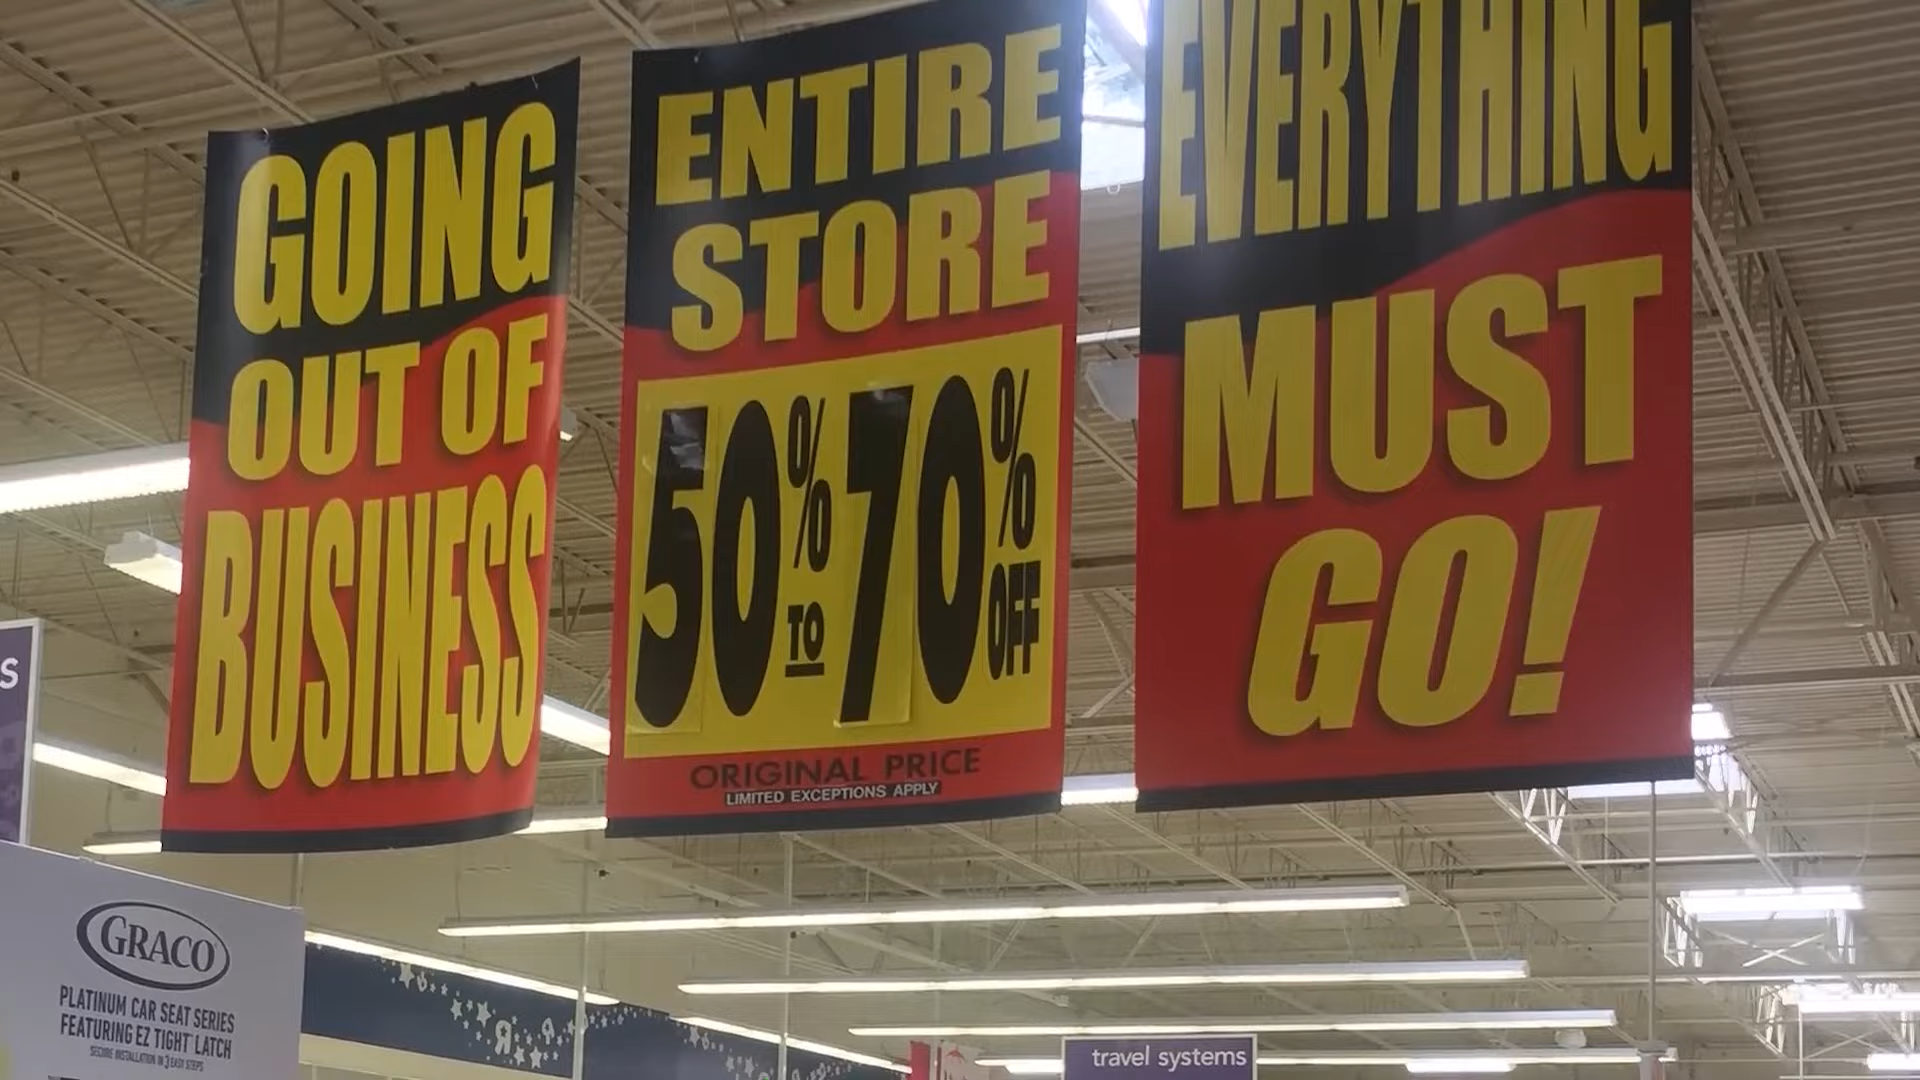 GOING
OUT OF
BUSINESS
ENTIRE
STORE
50% TO 70% OFF
ORIGINAL PRICE
LIMITED EXCEPTIONS APPLY
EVERYTHING
MUST
GO!
S
GRACO
PLATINUM CAR SEAT SERIES
FEATURING EZ TIGHT LATCH
SECURE INSTALLATION IN 3 EASY STEPS
travel systems